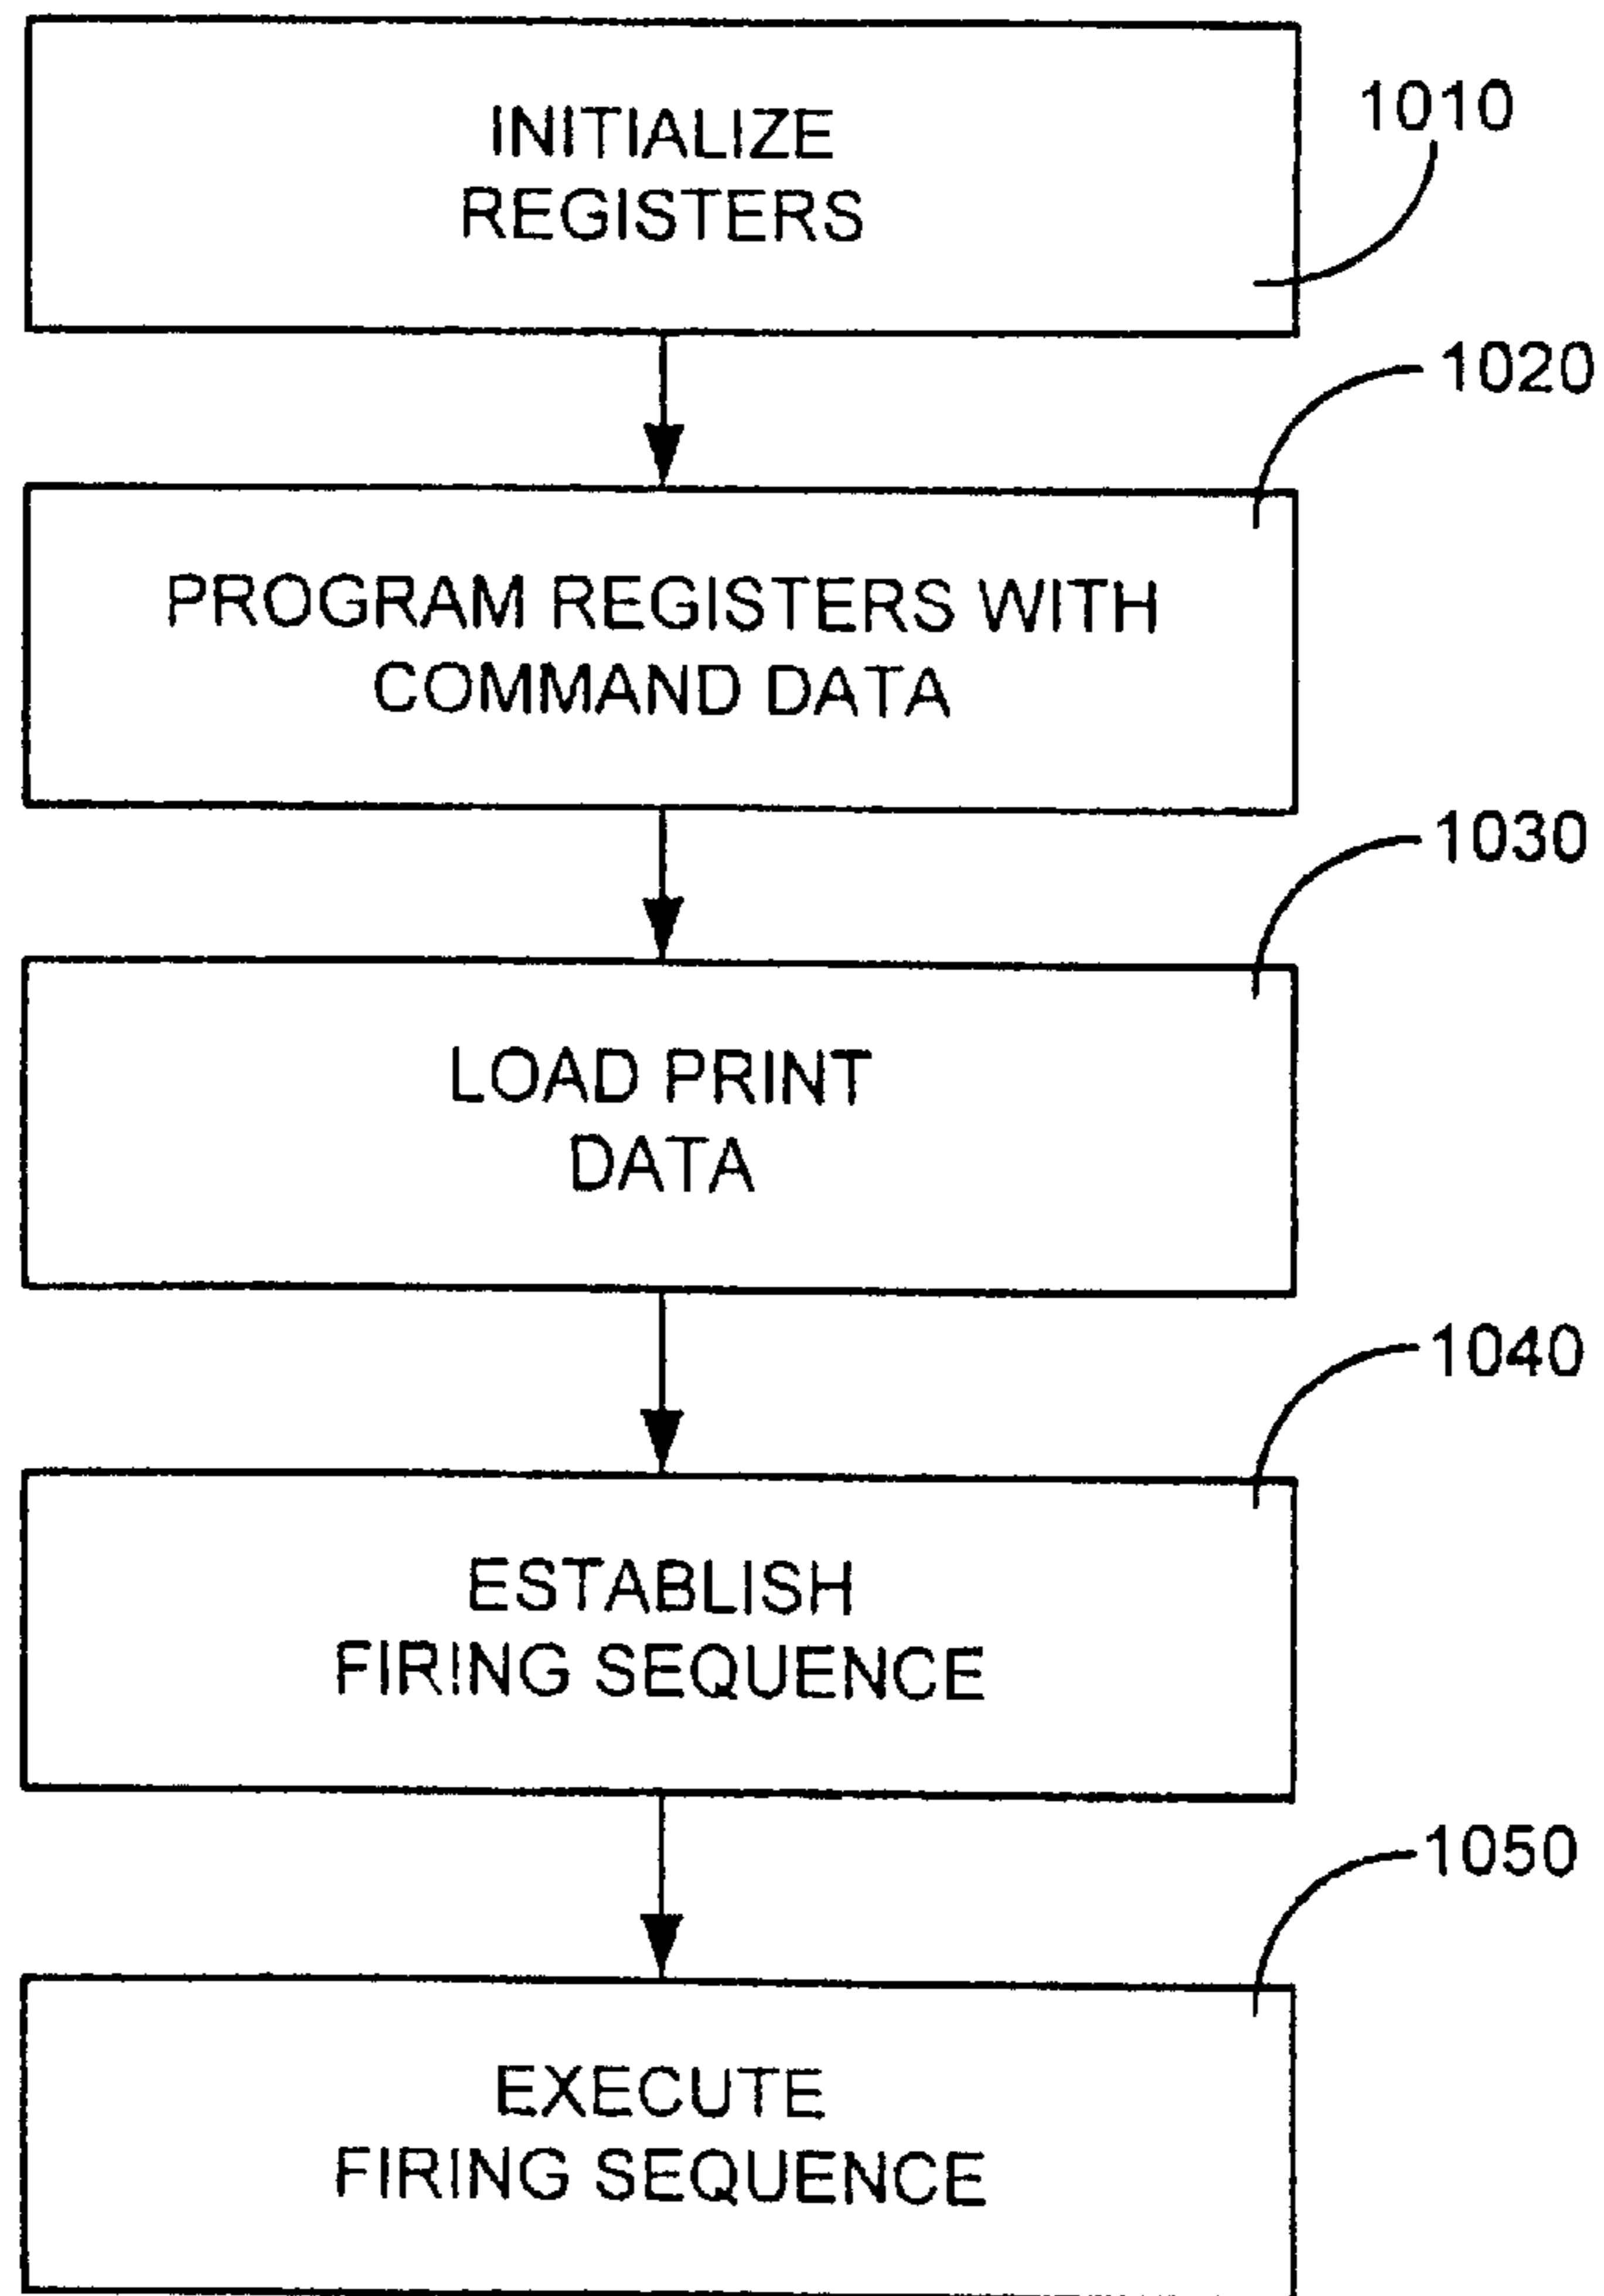 INITIALIZE
REGISTERS
1010
1020
PROGRAM REGISTERS WITH
COMMAND DATA
1030
LOAD PRINT
DATA
1040
ESTABLISH
FIRING SEQUENCE
1050
EXECUTE
FIRING SEQUENCE